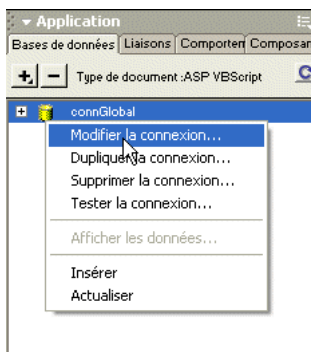 Application
Bases de données Liaisons Comporten Composar
Type de document :ASP VBScript
connGlobal
Modifier la connexion...
Dupliquer la connexion...
Supprimer la connexion...
Tester la connexion...
Afficher les données...
Insérer
Actualiser